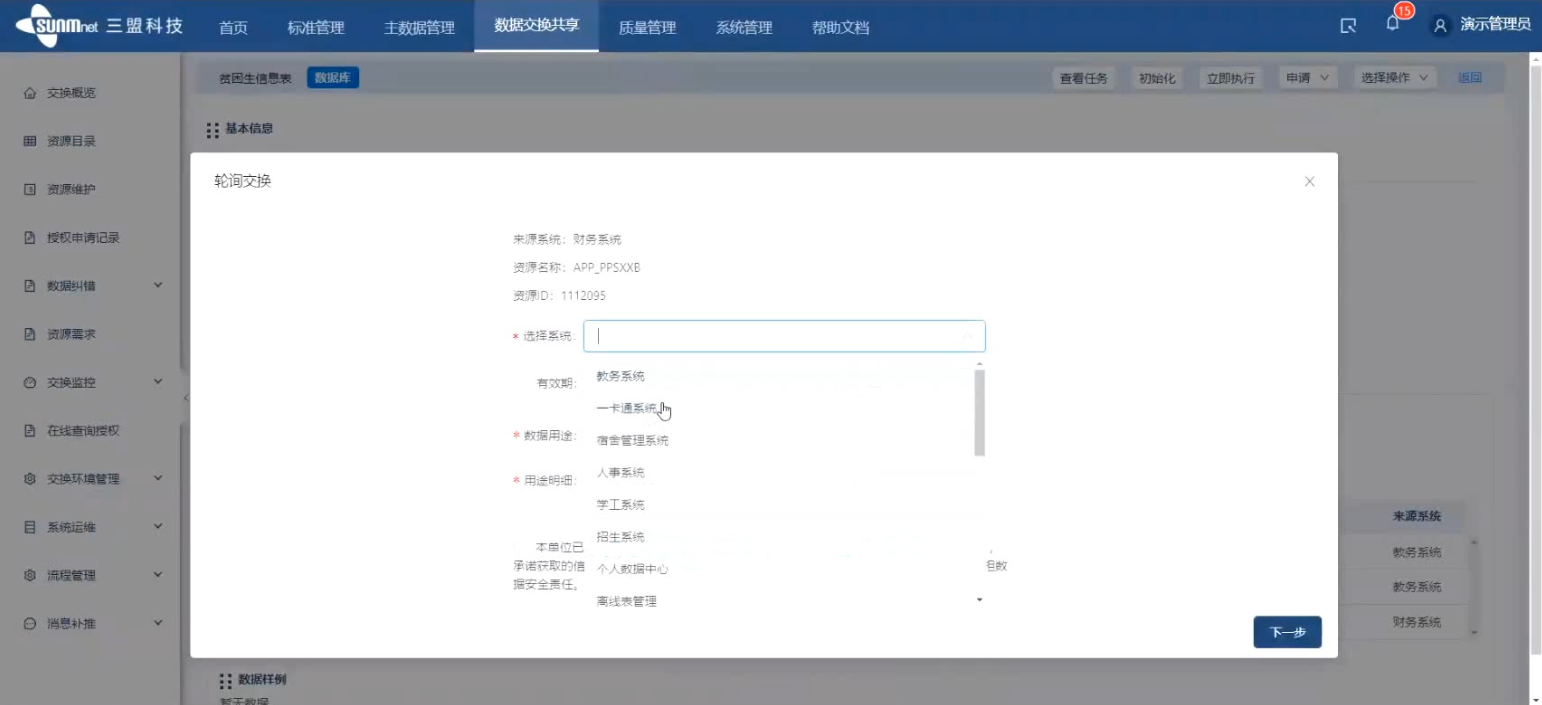 sunmnet 三盟科技 首页 标准管理 主数据管理 数据交换共享 质量管理 系统管理 帮助文档 15 演示管理员
交换概览
资源目录
资源维护
授权申请记录
数据纠错
资源需求
交换监控
在线查询授权
交换环境管理
系统运维
流程管理
消息补推
贫困生信息表 数据库 查看任务 初始化 立即执行 申请 选择操作 返回
基本信息
轮询交换
来源系统: 财务系统
资源名称: APP_PPSXXB
资源ID: 1112095
* 选择系统:
有效期:
* 数据用途:
* 用途明细:
教务系统
一卡通系统
宿舍管理系统
人事系统
学工系统
招生系统
个人数据中心
离线表管理
本单位已
承诺获取的信
据安全责任。
担数
下一步
来源系统
教务系统
教务系统
财务系统
数据样例
暂无数据